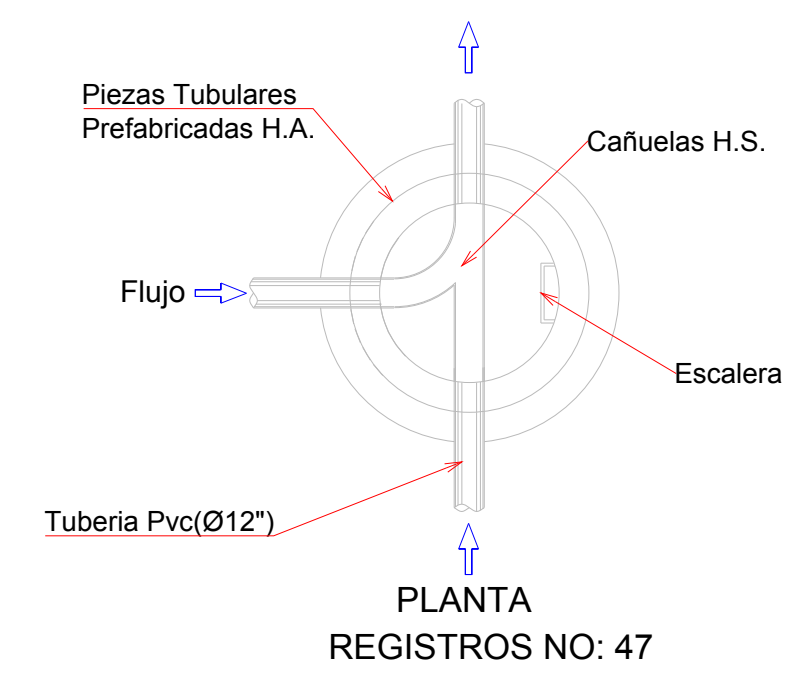 Piezas Tubulares
Prefabricadas H.A.
Cañuelas H.S.
Flujo
Escalera
Tuberia Pvc(Ø12")
PLANTA
REGISTROS NO: 47